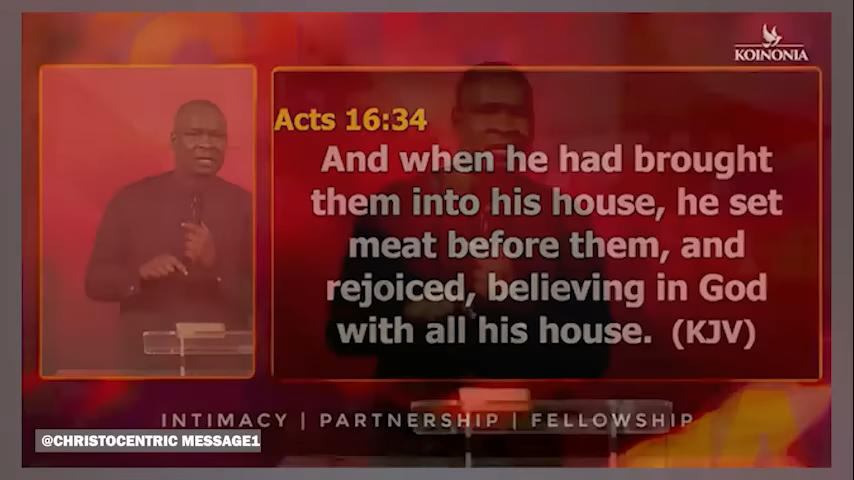 KOINONIA
Acts 16:34
And when he had brought
them into his house, he set
meat before them, and
rejoiced, believing in God
with all his house. (KJV)
INTIMACY | PARTNERSHIP | FELLOWSHIP
@CHRISTOCENTRIC MESSAGE1